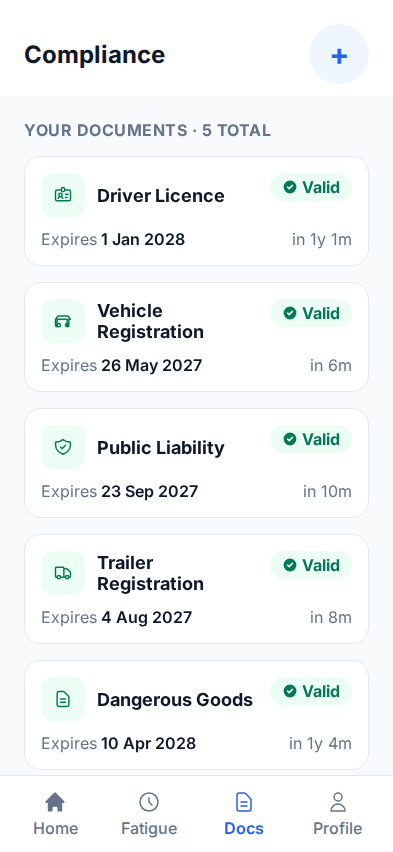 Compliance
+
YOUR DOCUMENTS · 5 TOTAL
Driver Licence
Valid
Expires 1 Jan 2028
in 1y 1m
Vehicle
Registration
Valid
Expires 26 May 2027
in 6m
Public Liability
Valid
Expires 23 Sep 2027
in 10m
Trailer
Registration
Valid
Expires 4 Aug 2027
in 8m
Dangerous Goods
Valid
Expires 10 Apr 2028
in 1y 4m
Home
Fatigue
Docs
Profile